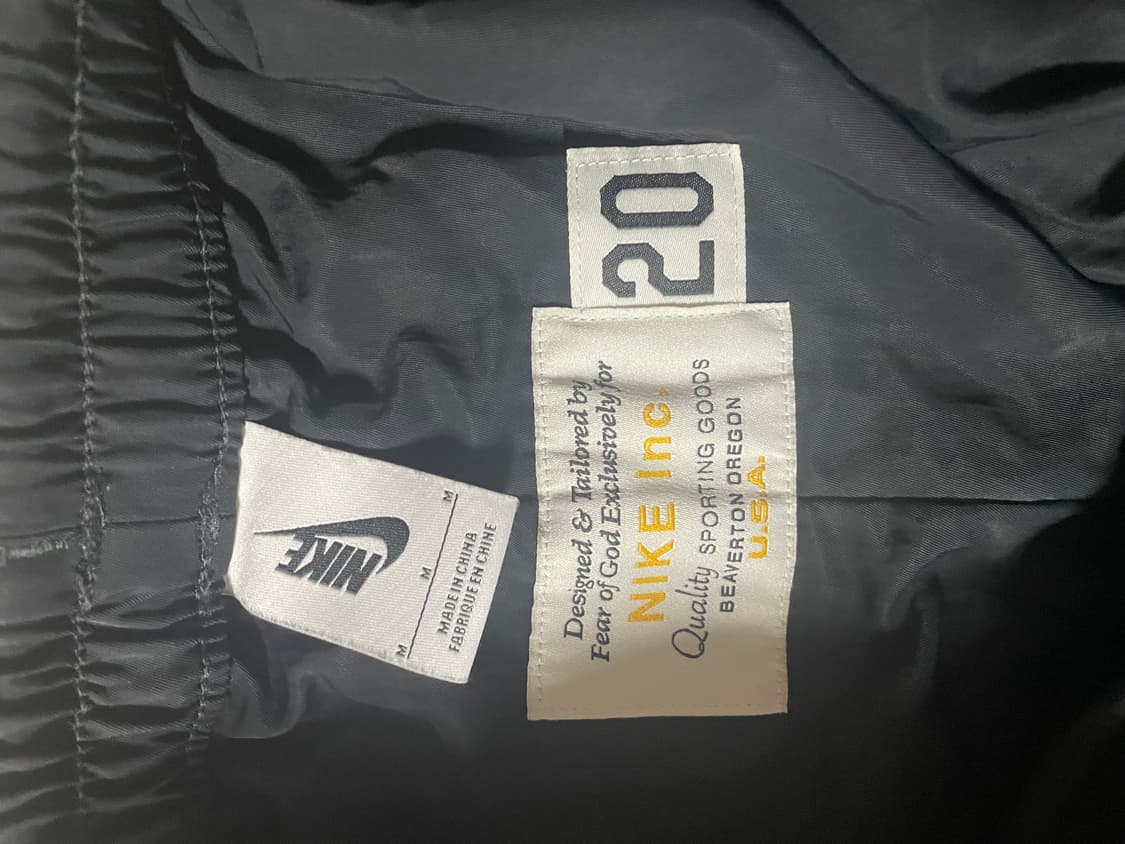 NIKE
M M M
MADE IN CHINA
FABRIQUE EN CHINE
Designed & Tailored by
Fear of God Exclusively for
NIKE Inc.
Quality SPORTING GOODS
BEAVERTON OREGON
U.S.A.
20